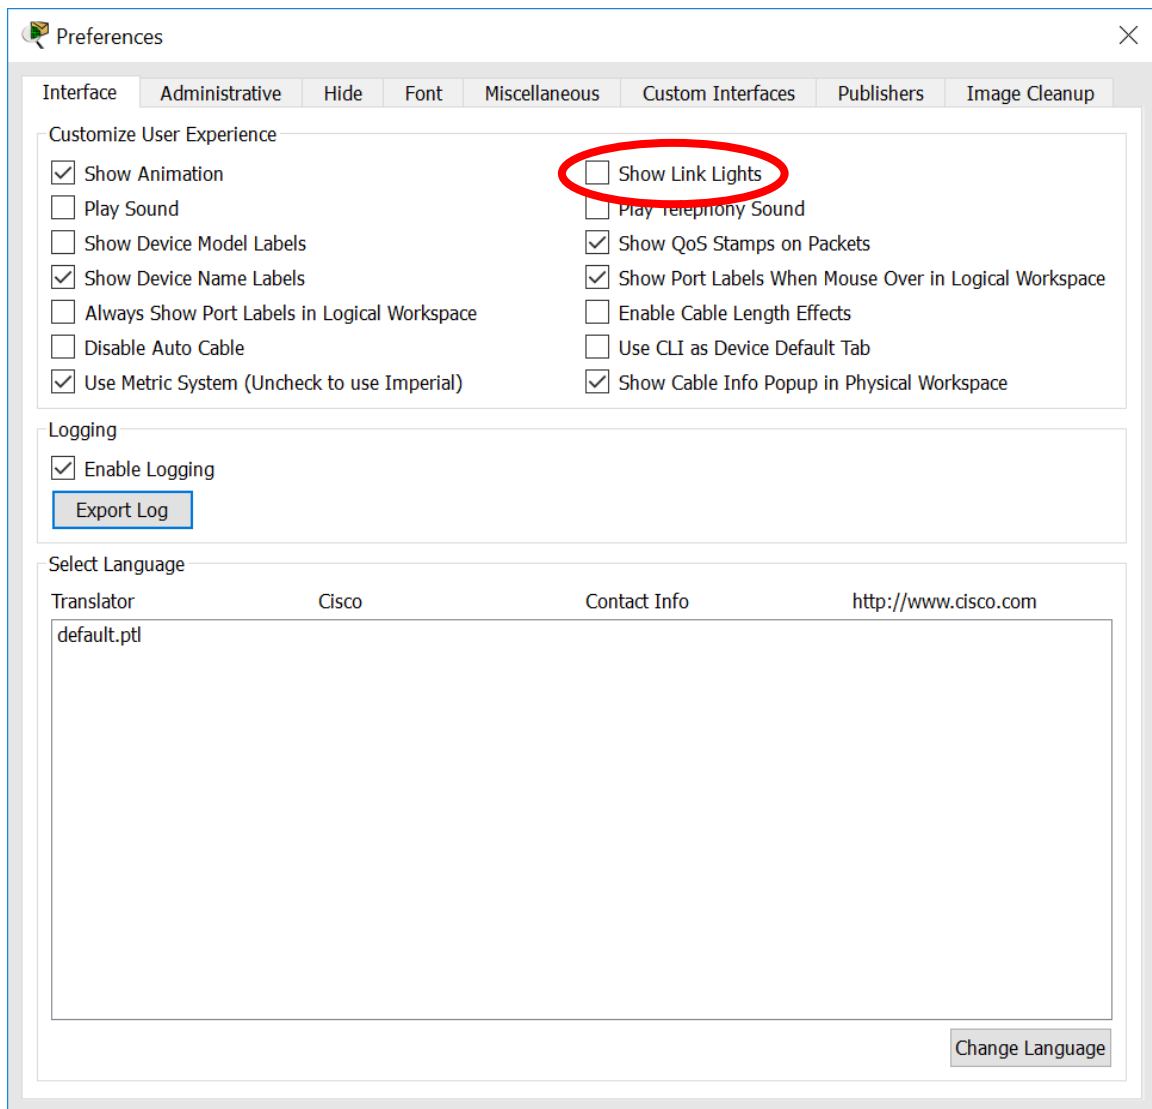 Preferences
Interface Administrative Hide Font Miscellaneous Custom Interfaces Publishers Image Cleanup
Customize User Experience
Show Animation Show Link Lights
Play Sound Play Telephony Sound
Show Device Model Labels Show QoS Stamps on Packets
Show Device Name Labels Show Port Labels When Mouse Over in Logical Workspace
Always Show Port Labels in Logical Workspace Enable Cable Length Effects
Disable Auto Cable Use CLI as Device Default Tab
Use Metric System (Uncheck to use Imperial) Show Cable Info Popup in Physical Workspace
Logging
Enable Logging
Export Log
Select Language
Translator Cisco Contact Info http://www.cisco.com
default.ptl
Change Language